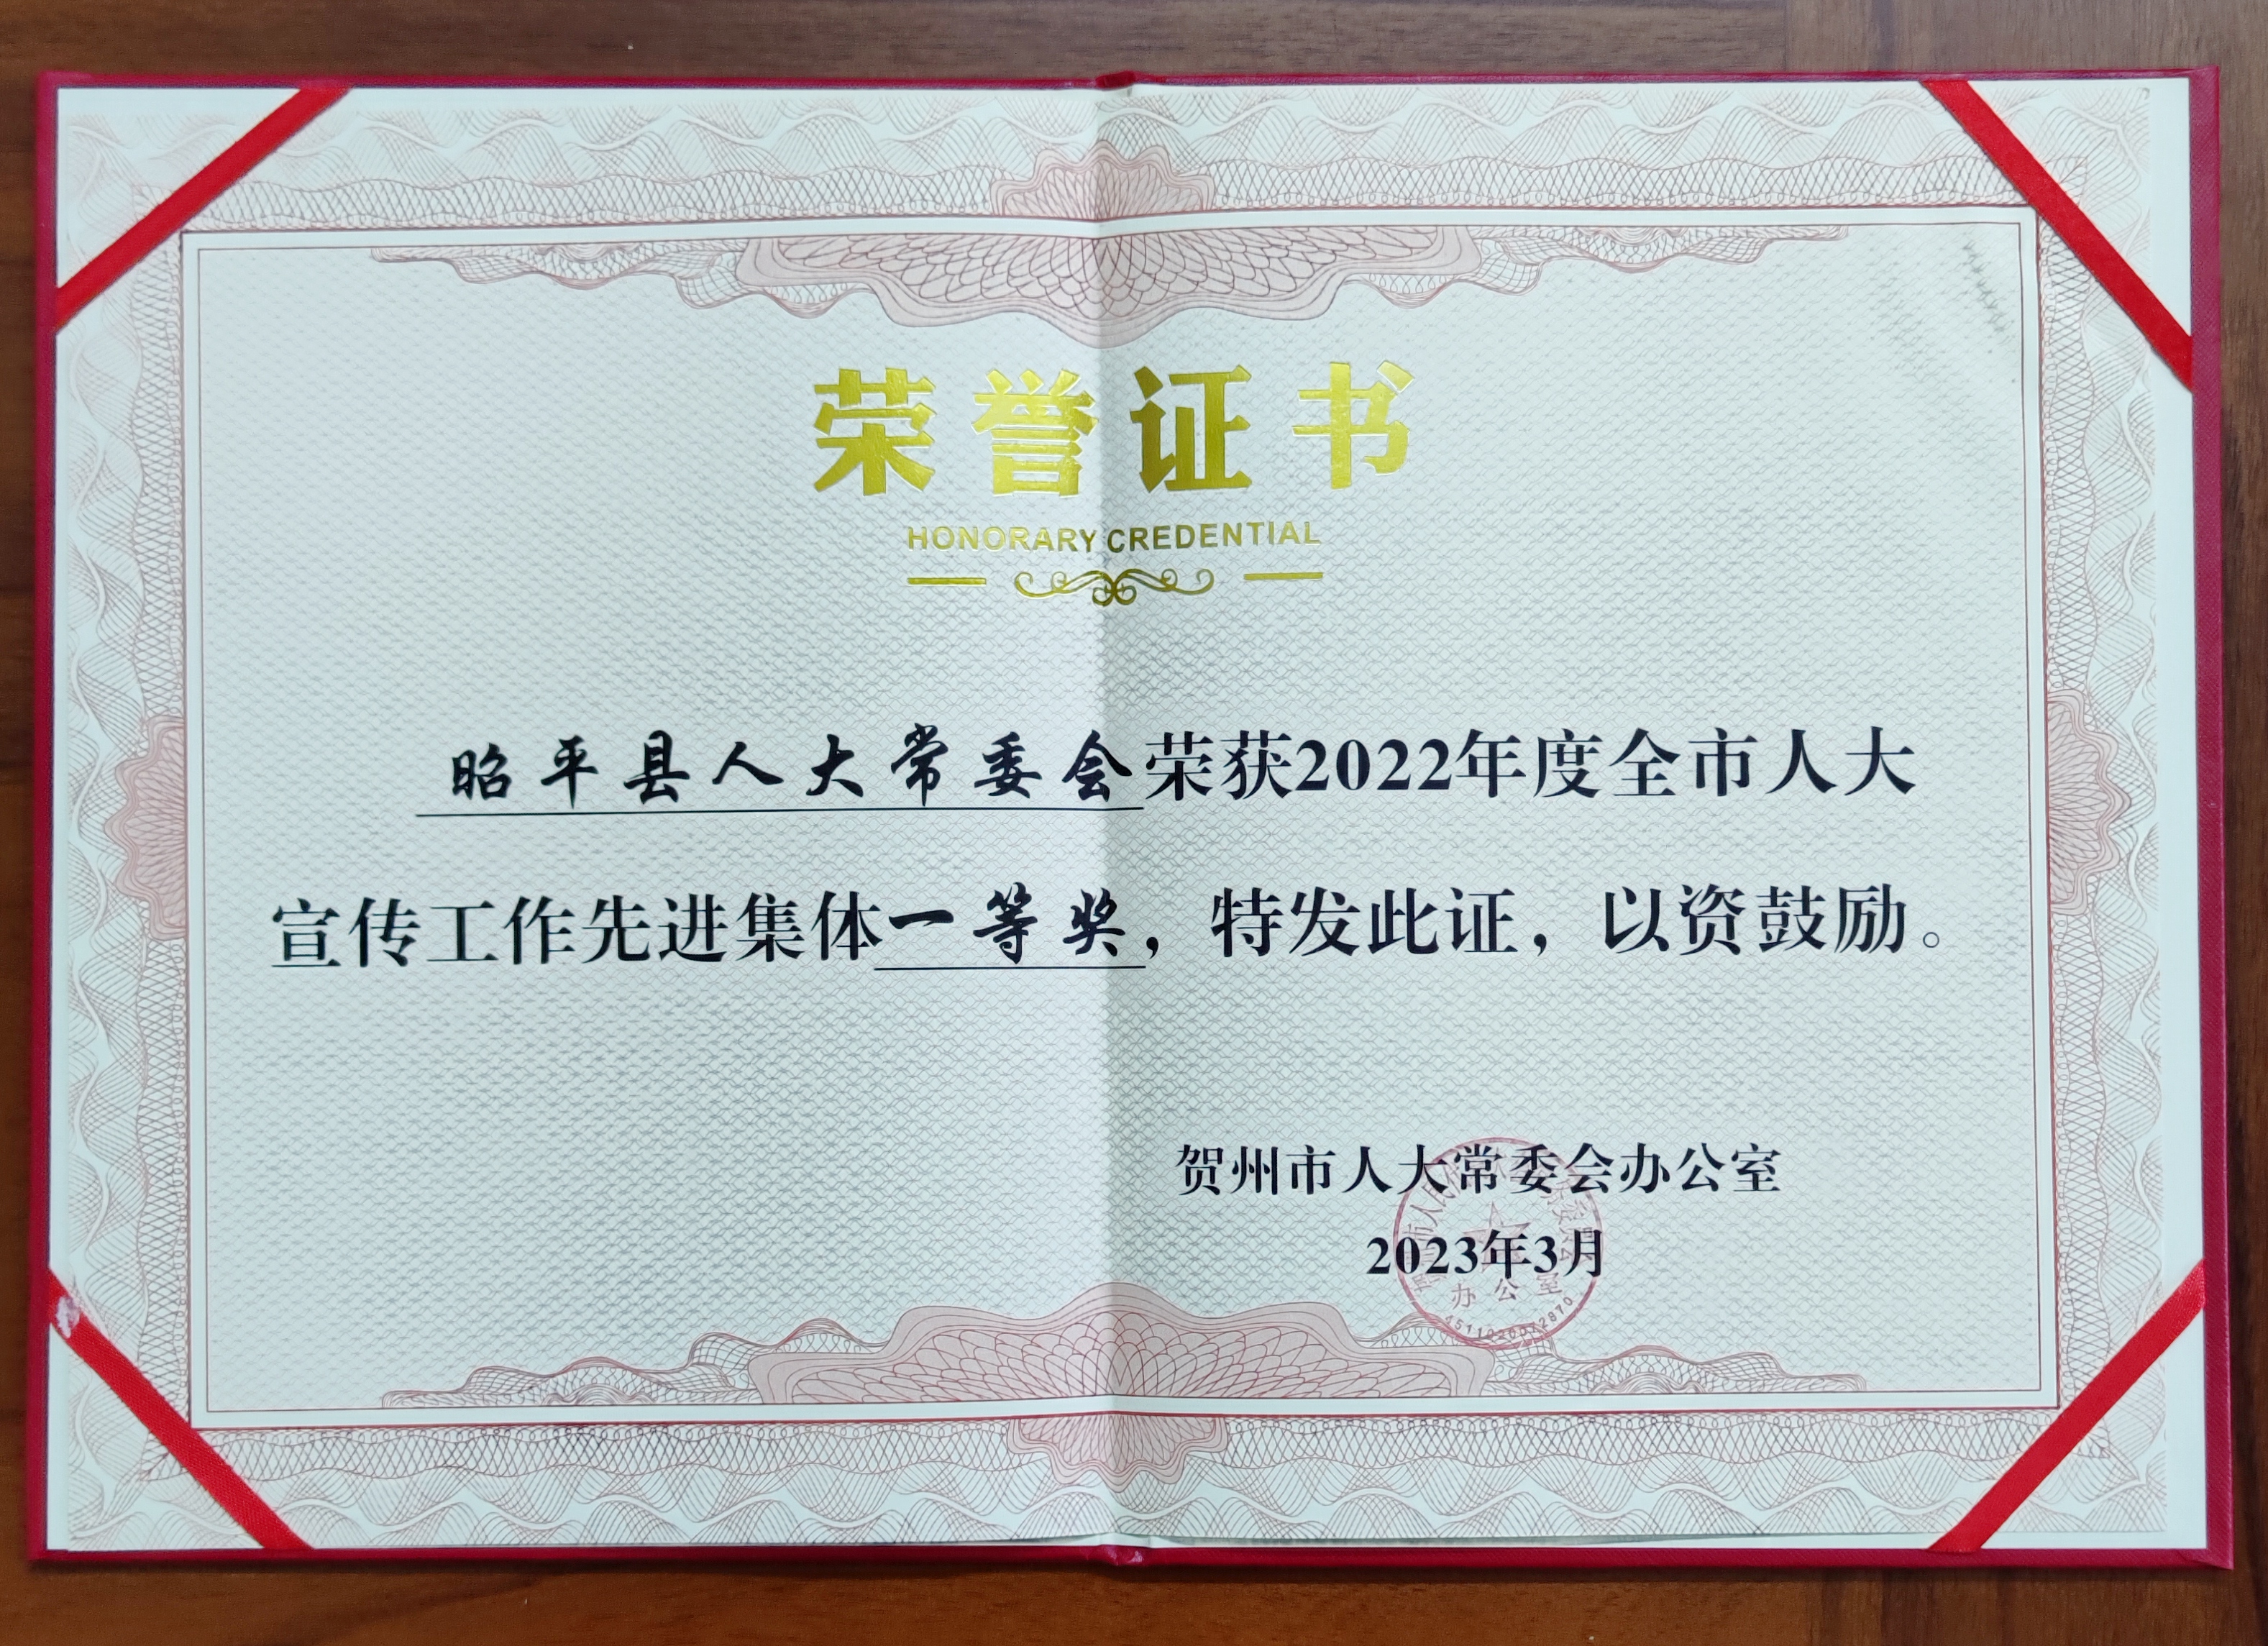 荣誉证书
HONORARY CREDENTIAL
昭平县人大常委会荣获2022年度全市人大
宣传工作先进集体一等奖，特发此证，以资鼓励。
贺州市人大常委会办公室
2023年3月
办公室